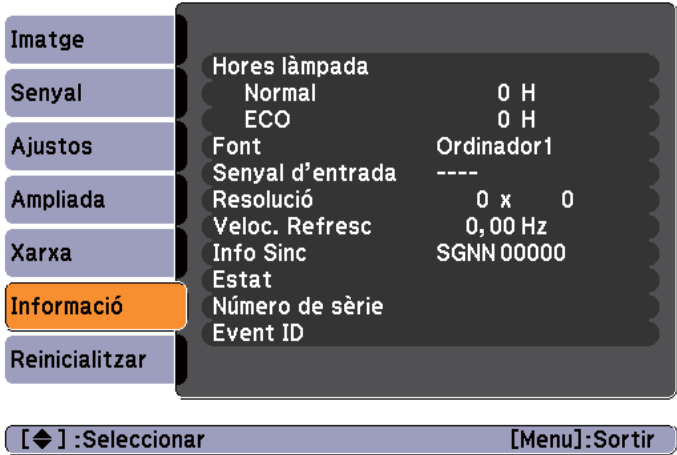 Imatge
Senyal
Ajustos
Ampliada
Xarxa
Informació
Reinicialitzar
Hores làmpada
Normal 0 H
ECO 0 H
Font Ordinador1
Senyal d'entrada ----
Resolució 0 x 0
Veloc. Refresc 0,00 Hz
Info Sinc SGNN 00000
Estat
Número de sèrie
Event ID
[◆] :Seleccionar [Menu]:Sortir